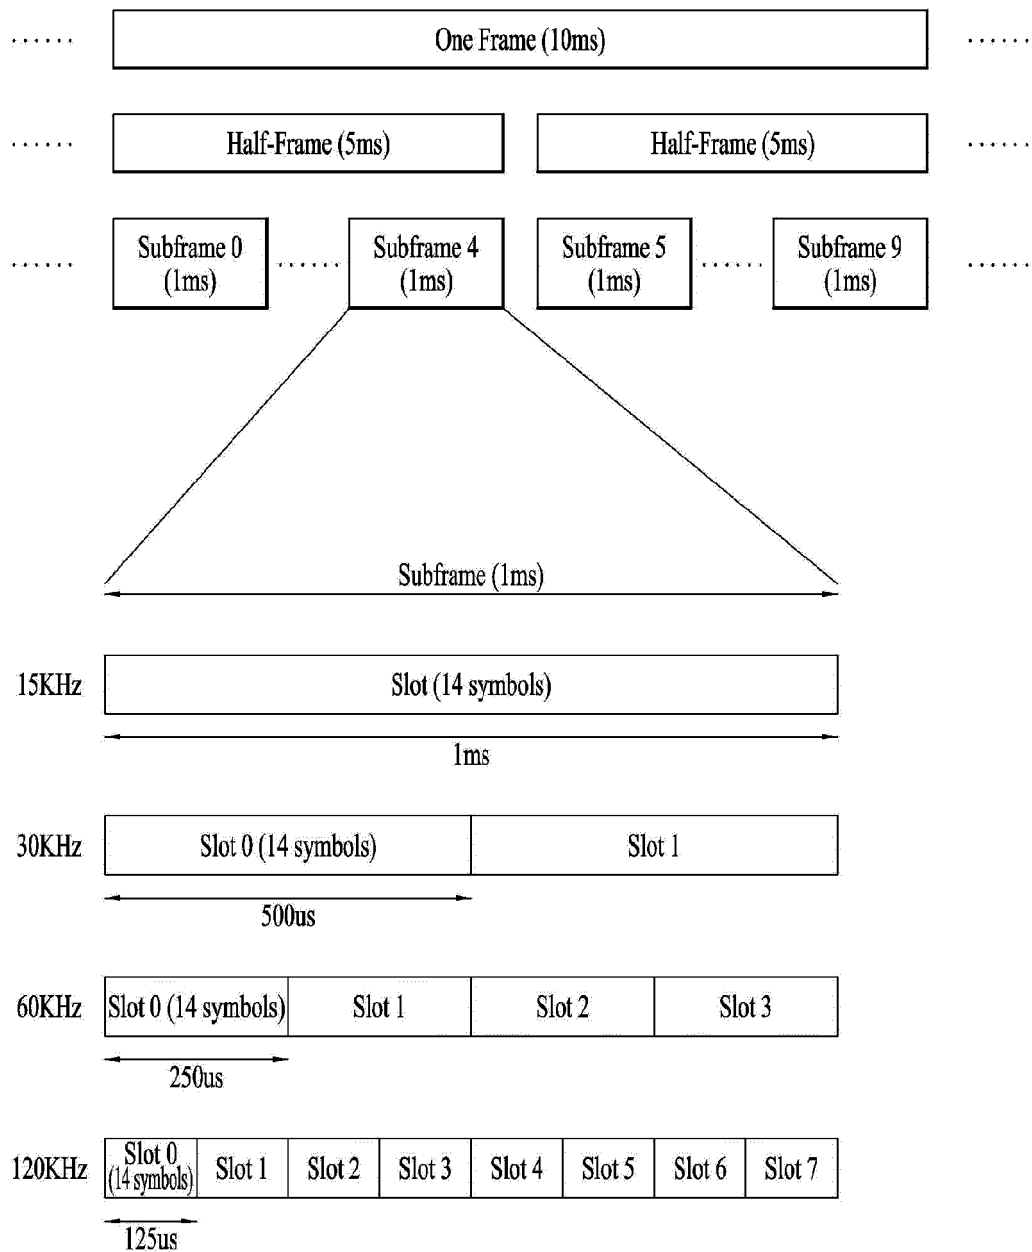 ...... One Frame (10ms) ......
...... Half-Frame (5ms) Half-Frame (5ms) ......
Subframe 0 Subframe 4 Subframe 5 Subframe 9
...... (1ms) ...... (1ms) (1ms) ...... (1ms) ......
Subframe (1ms)
15KHz Slot (14 symbols)
1ms
30KHz Slot 0 (14 symbols) Slot 1
500us
60KHz Slot 0 (14 symbols) Slot 1 Slot 2 Slot 3
250us
120KHz Slot 0 Slot 1 Slot 2 Slot 3 Slot 4 Slot 5 Slot 6 Slot 7
(14 symbols)
125us